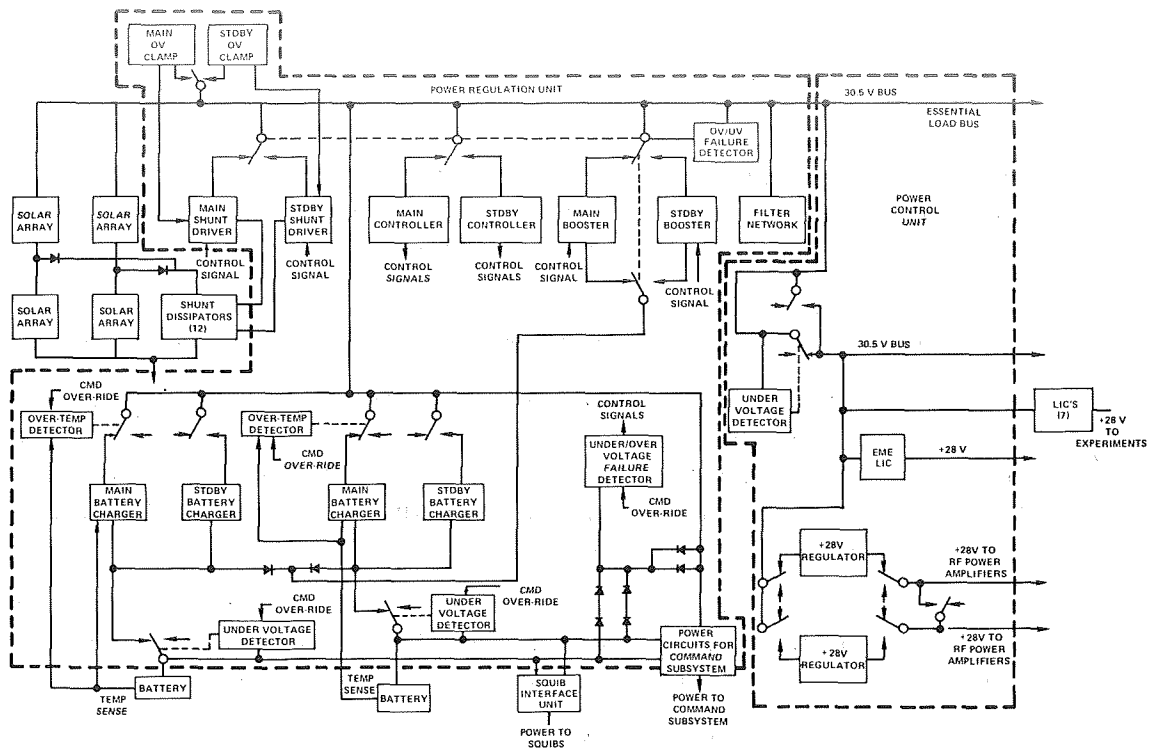 MAIN
OV
CLAMP
STDBY
OV
CLAMP
POWER REGULATION UNIT
30.5 V BUS
ESSENTIAL
LOAD BUS
OV/UV
FAILURE
DETECTOR
SOLAR
ARRAY
SOLAR
ARRAY
MAIN
SHUNT
DRIVER
STDBY
SHUNT
DRIVER
MAIN
CONTROLLER
STDBY
CONTROLLER
MAIN
BOOSTER
STDBY
BOOSTER
FILTER
NETWORK
POWER
CONTROL
UNIT
CONTROL
SIGNAL
CONTROL
SIGNAL
CONTROL
SIGNALS
CONTROL
SIGNALS
CONTROL
SIGNAL
CONTROL
SIGNAL
SOLAR
ARRAY
SOLAR
ARRAY
SHUNT
DISSIPATORS
(12)
30.5 V BUS
CMD
OVER-RIDE
OVER-TEMP
DETECTOR
OVER-TEMP
DETECTOR
CMD
OVER-RIDE
CONTROL
SIGNALS
UNDER/OVER
VOLTAGE
FAILURE
DETECTOR
CMD
OVER-RIDE
UNDER
VOLTAGE
DETECTOR
LIC'S
(7)
+28 V
TO
EXPERIMENTS
EME
LIC
+28 V
MAIN
BATTERY
CHARGER
STDBY
BATTERY
CHARGER
MAIN
BATTERY
CHARGER
STDBY
BATTERY
CHARGER
+28V
REGULATOR
+28V TO
RF POWER
AMPLIFIERS
CMD
OVER-RIDE
UNDER VOLTAGE
DETECTOR
CMD
OVER-RIDE
UNDER
VOLTAGE
DETECTOR
POWER
CIRCUITS FOR
COMMAND
SUBSYSTEM
+28V
REGULATOR
+28V TO
RF POWER
AMPLIFIERS
TEMP
SENSE
BATTERY
TEMP
SENSE
BATTERY
SQUIB
INTERFACE
UNIT
POWER TO
SQUIBS
POWER TO
COMMAND
SUBSYSTEM